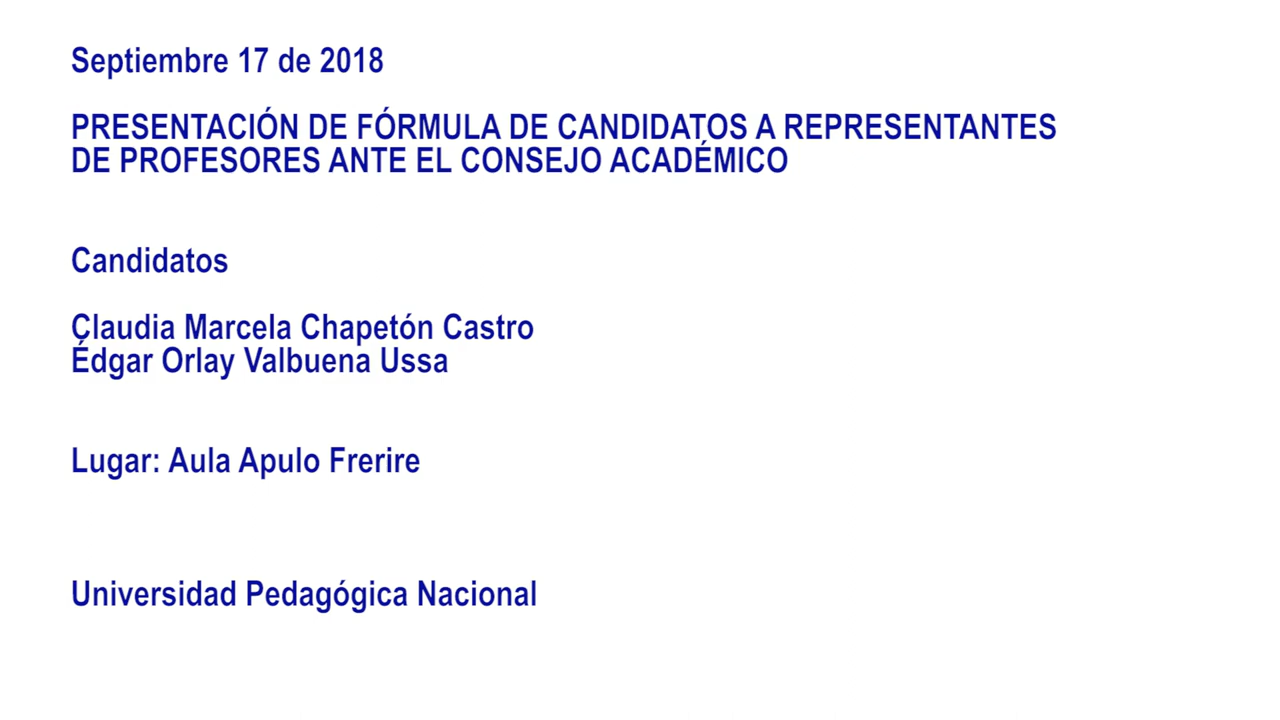 Septiembre 17 de 2018
PRESENTACIÓN DE FÓRMULA DE CANDIDATOS A REPRESENTANTES
DE PROFESORES ANTE EL CONSEJO ACADÉMICO
Candidatos
Claudia Marcela Chapetón Castro
Édgar Orlay Valbuena Ussa
Lugar: Aula Apulo Frerire
Universidad Pedagógica Nacional